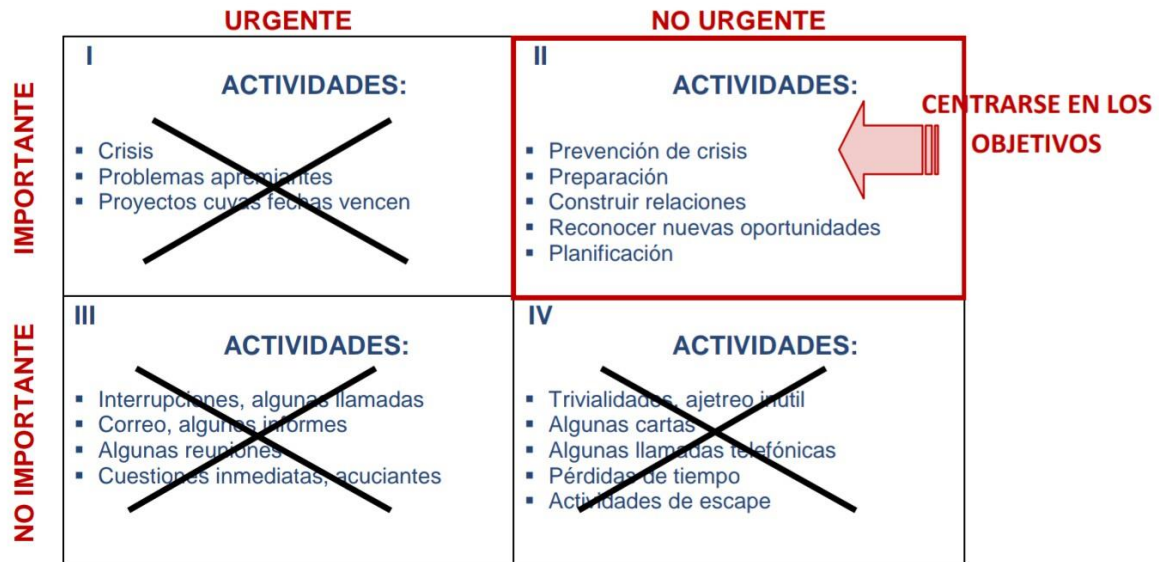 URGENTE
NO URGENTE
IMPORTANTE
I
ACTIVIDADES:
▪ Crisis
▪ Problemas apremiantes
▪ Proyectos cuyas fechas vencen
II
ACTIVIDADES:
▪ Prevención de crisis
▪ Preparación
▪ Construir relaciones
▪ Reconocer nuevas oportunidades
▪ Planificación
CENTRARSE EN LOS
OBJETIVOS
NO IMPORTANTE
III
ACTIVIDADES:
▪ Interrupciones, algunas llamadas
▪ Correo, algunos informes
▪ Algunas reuniones
▪ Cuestiones inmediatas, acuciantes
IV
ACTIVIDADES:
▪ Trivialidades, ajetreo inútil
▪ Algunas cartas
▪ Algunas llamadas telefónicas
▪ Pérdidas de tiempo
▪ Actividades de escape